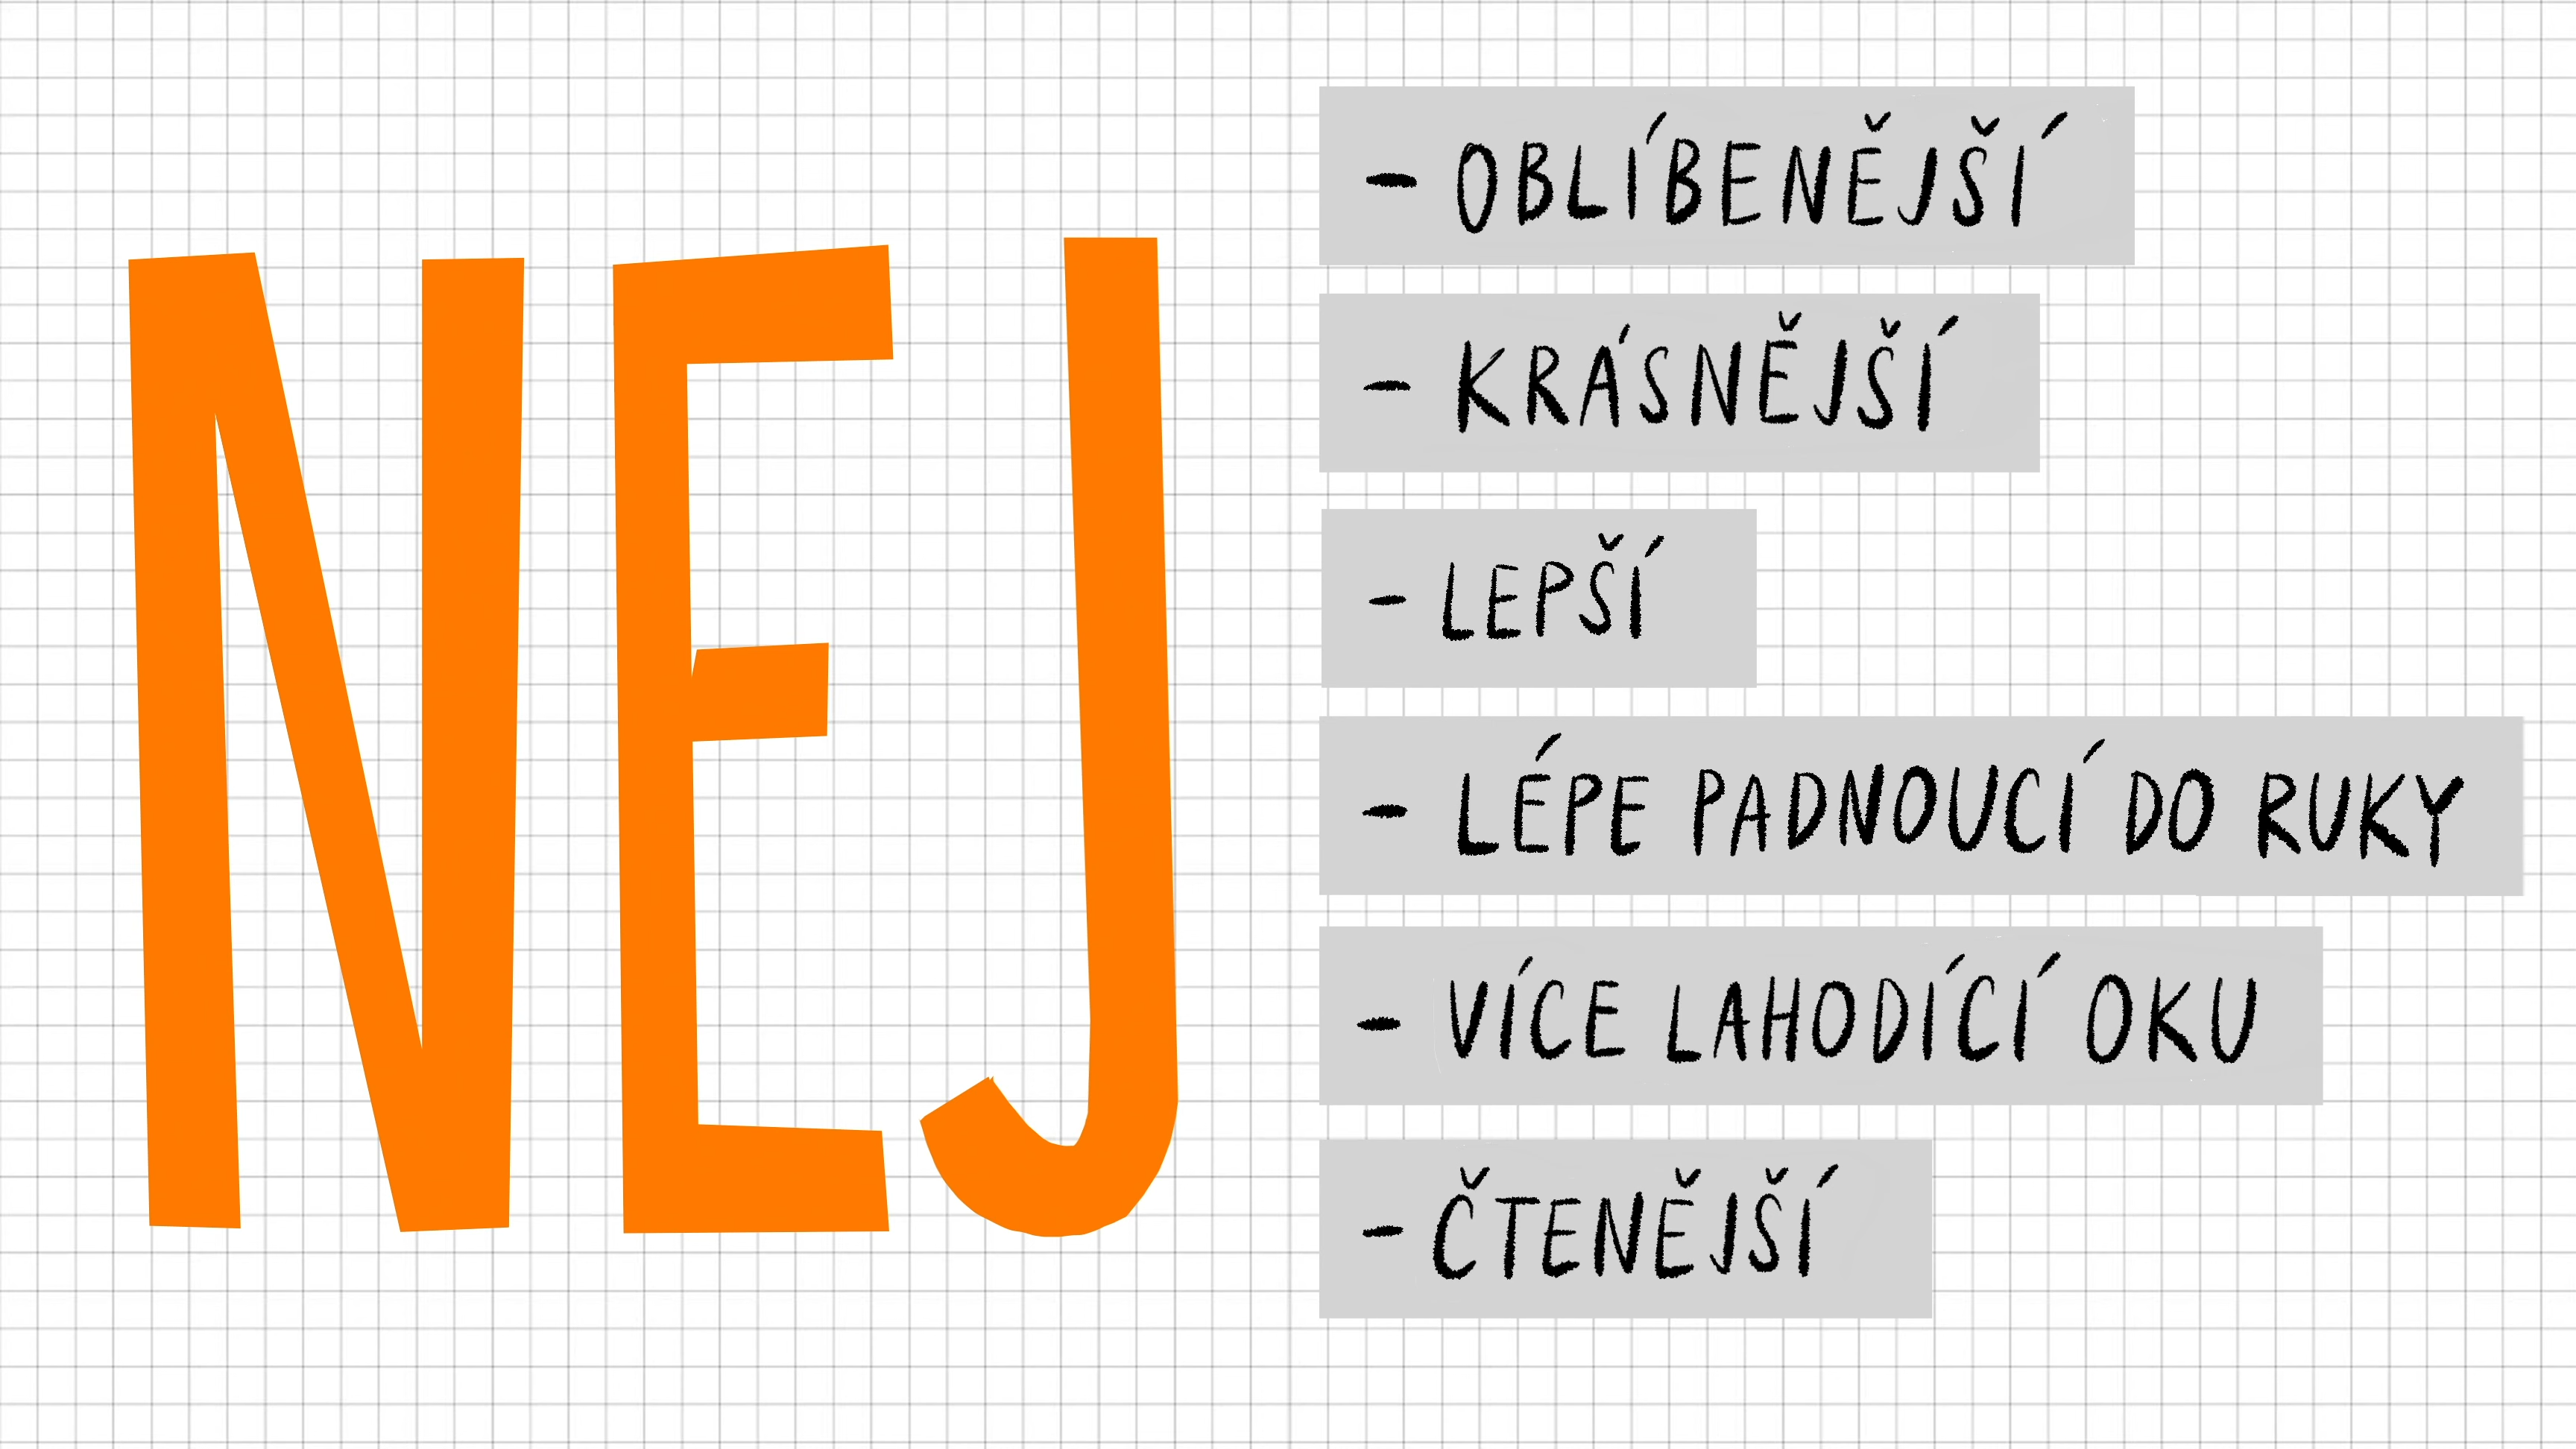 NEJ
- OBLÍBENĚJŠÍ
- KRÁSNĚJŠÍ
- LEPŠÍ
- LÉPE PADNOUCÍ DO RUKY
- VÍCE LAHODÍCÍ OKU
- ČTENĚJŠÍ